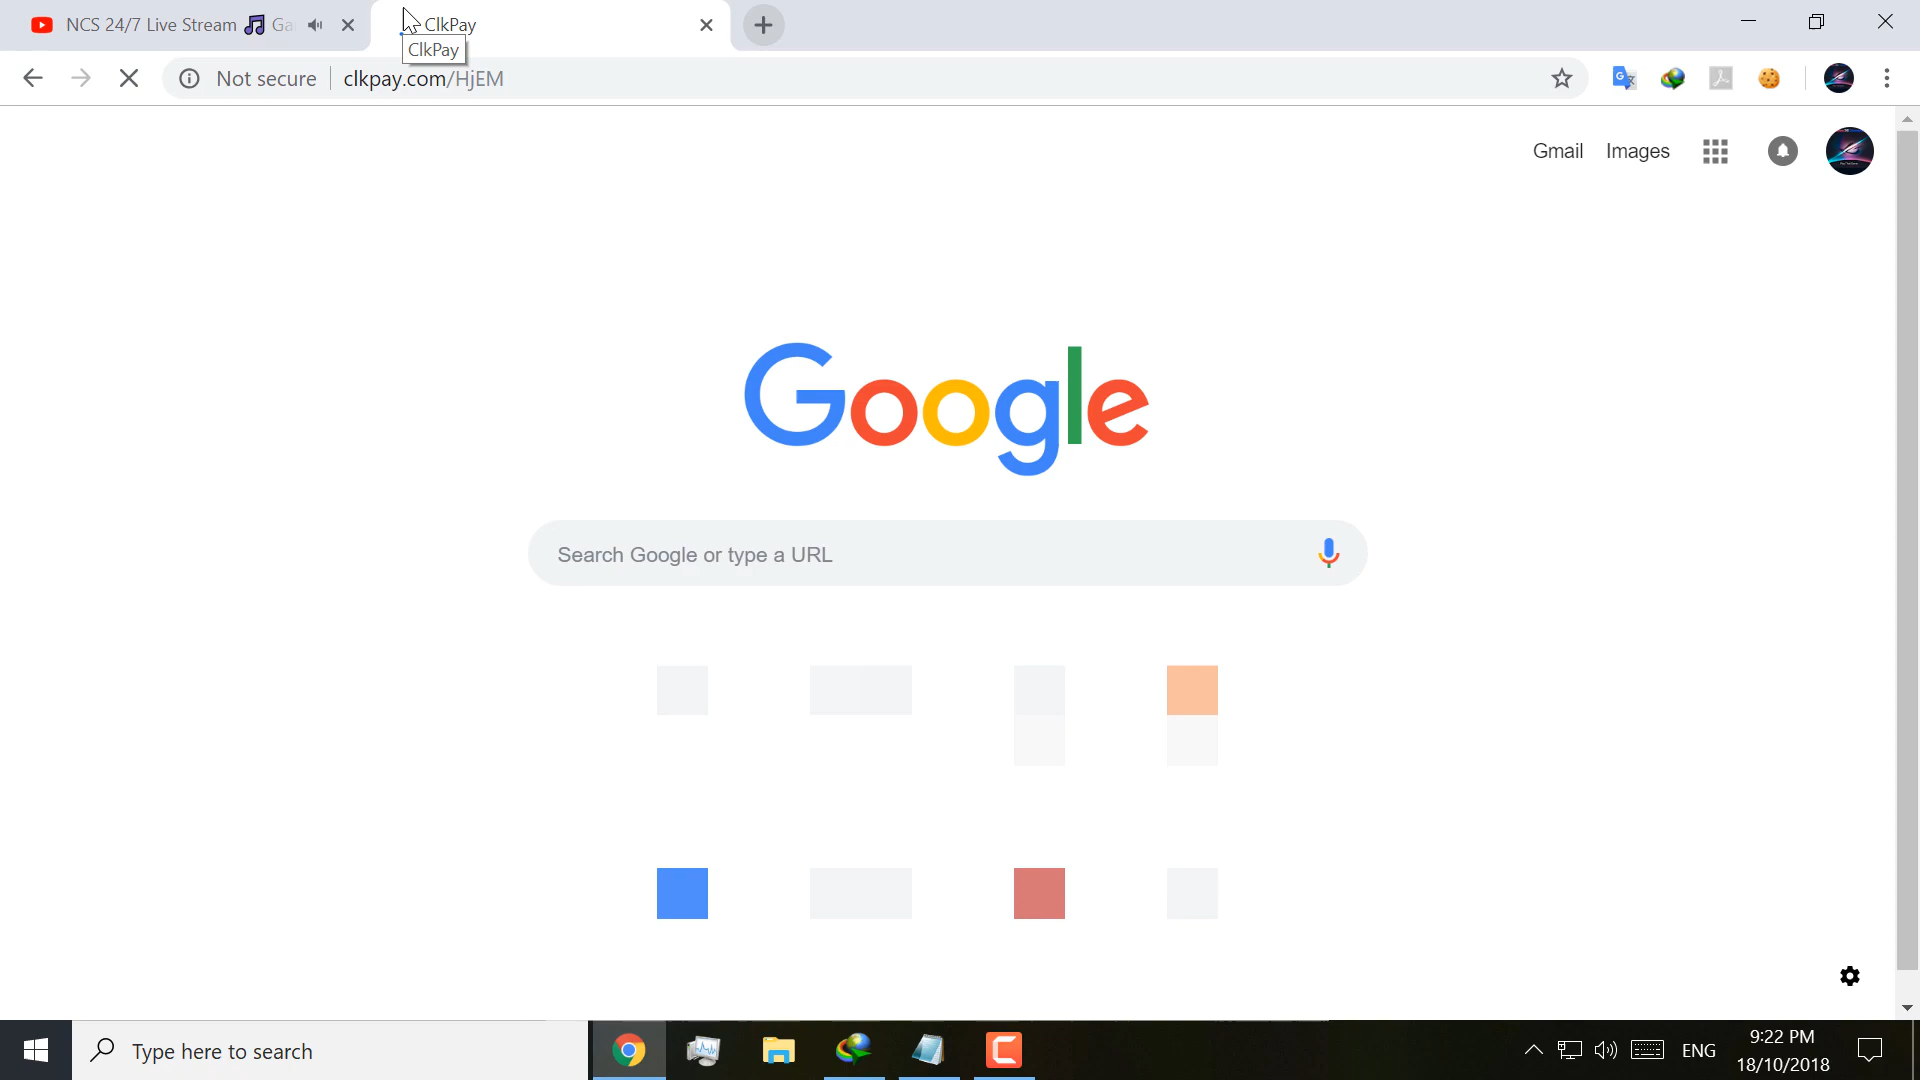 NCS 24/7 Live Stream 🎵 Ga
ClkPay
ClkPay
Not secure
clkpay.com/HjEM
Gmail
Images
Google
Search Google or type a URL
Type here to search
ENG
9:22 PM
18/10/2018